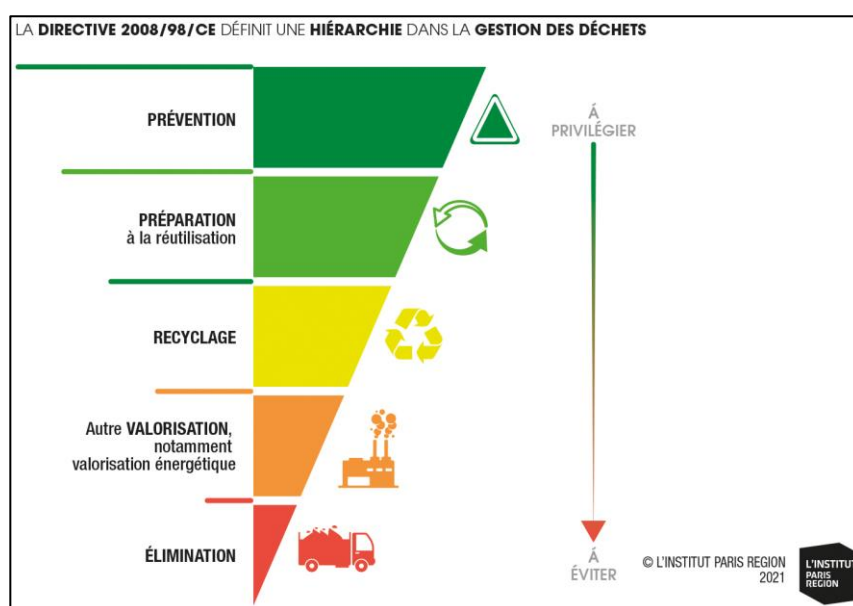 LA DIRECTIVE 2008/98/CE DÉFINIT UNE HIÉRARCHIE DANS LA GESTION DES DÉCHETS
PRÉVENTION
Á
PRIVILÉGIER
PRÉPARATION
à la réutilisation
RECYCLAGE
Autre VALORISATION,
notamment
valorisation énergétique
ÉLIMINATION
Á
ÉVITER
© L'INSTITUT PARIS REGION
2021
L'INSTITUT
PARIS
REGION